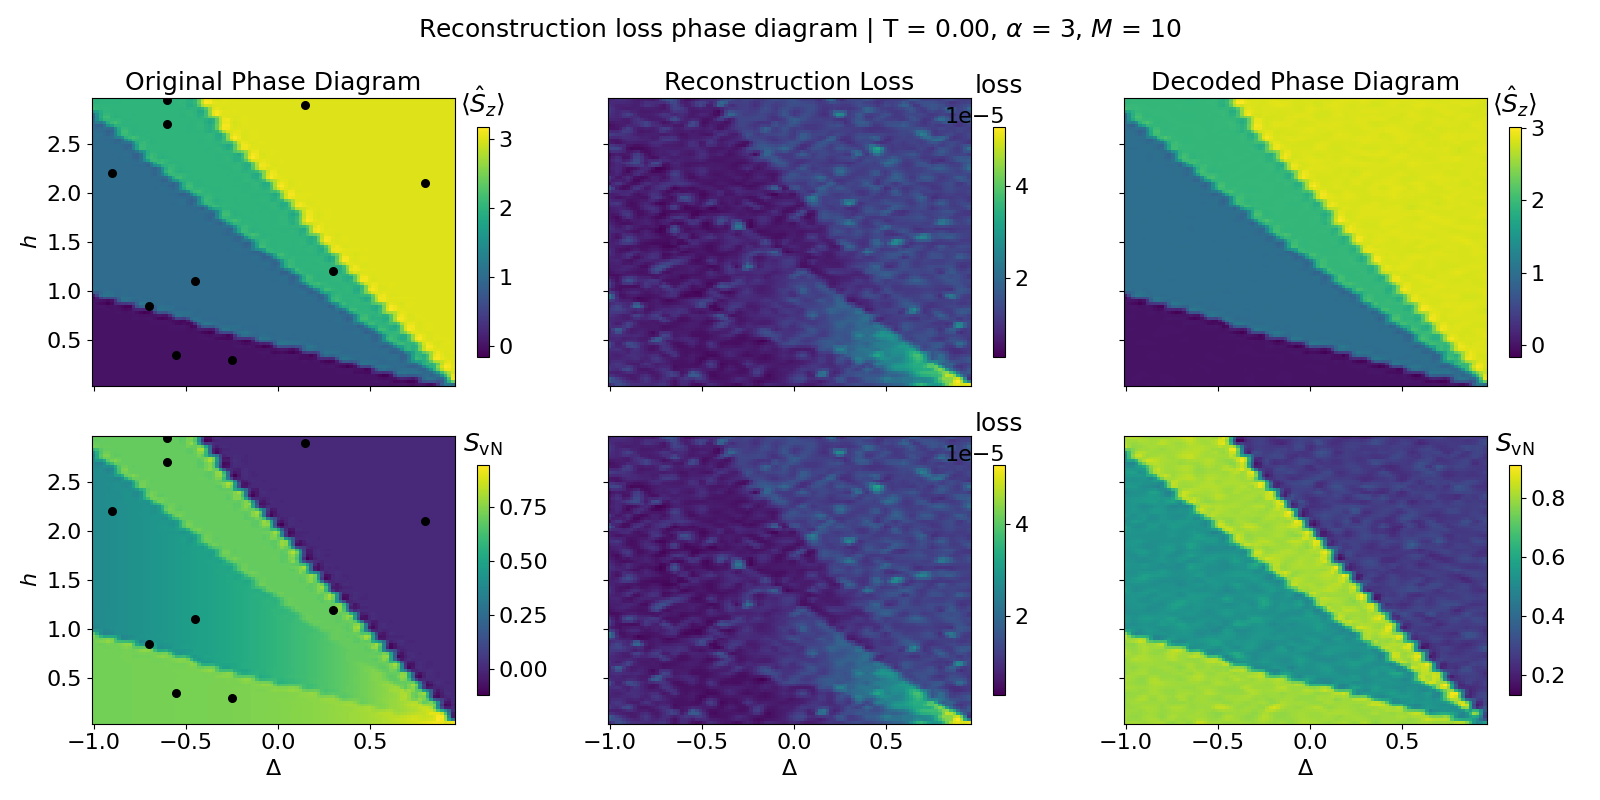 Reconstruction loss phase diagram | T = 0.00, α = 3, M = 10
Original Phase Diagram
⟨Ŝz⟩
Reconstruction Loss
loss
1e−5
Decoded Phase Diagram
⟨Ŝz⟩
h
2.5
2.0
1.5
1.0
0.5
3
2
1
0
4
2
3
2
1
0
SvN
loss
1e−5
SvN
h
2.5
2.0
1.5
1.0
0.5
0.75
0.50
0.25
0.00
4
2
0.8
0.6
0.4
0.2
−1.0 −0.5 0.0 0.5
Δ
−1.0 −0.5 0.0 0.5
Δ
−1.0 −0.5 0.0 0.5
Δ